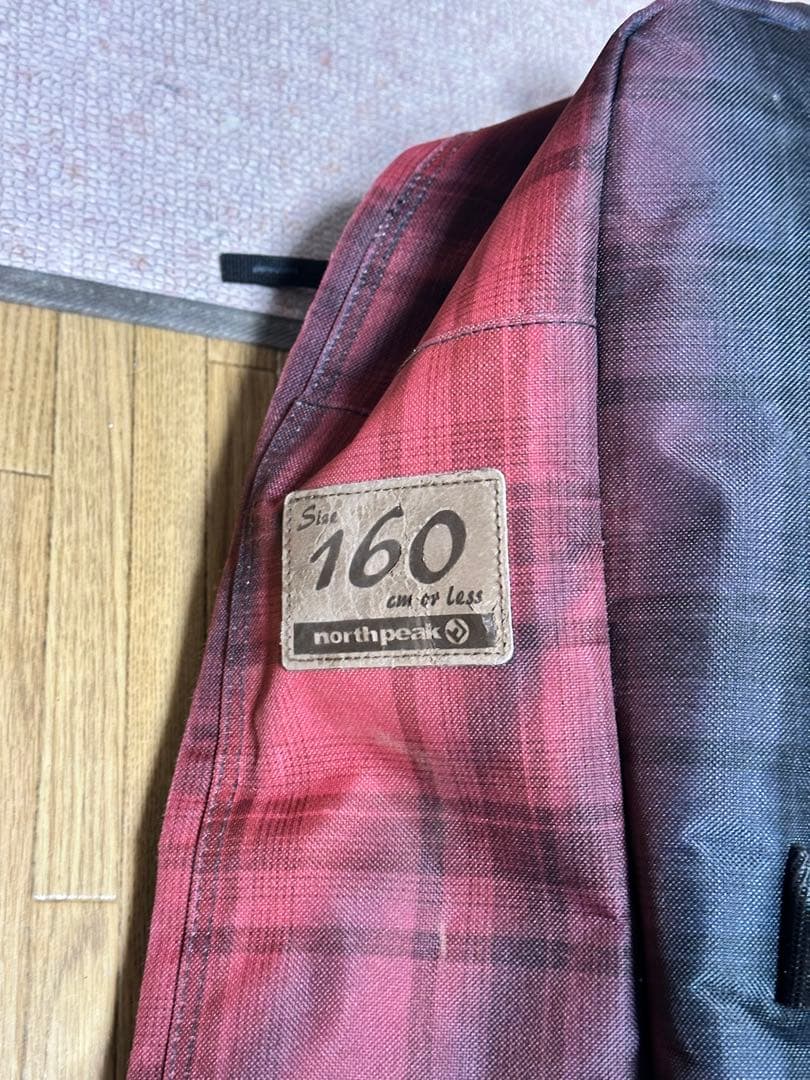 Size
160
cm or less
northpeak